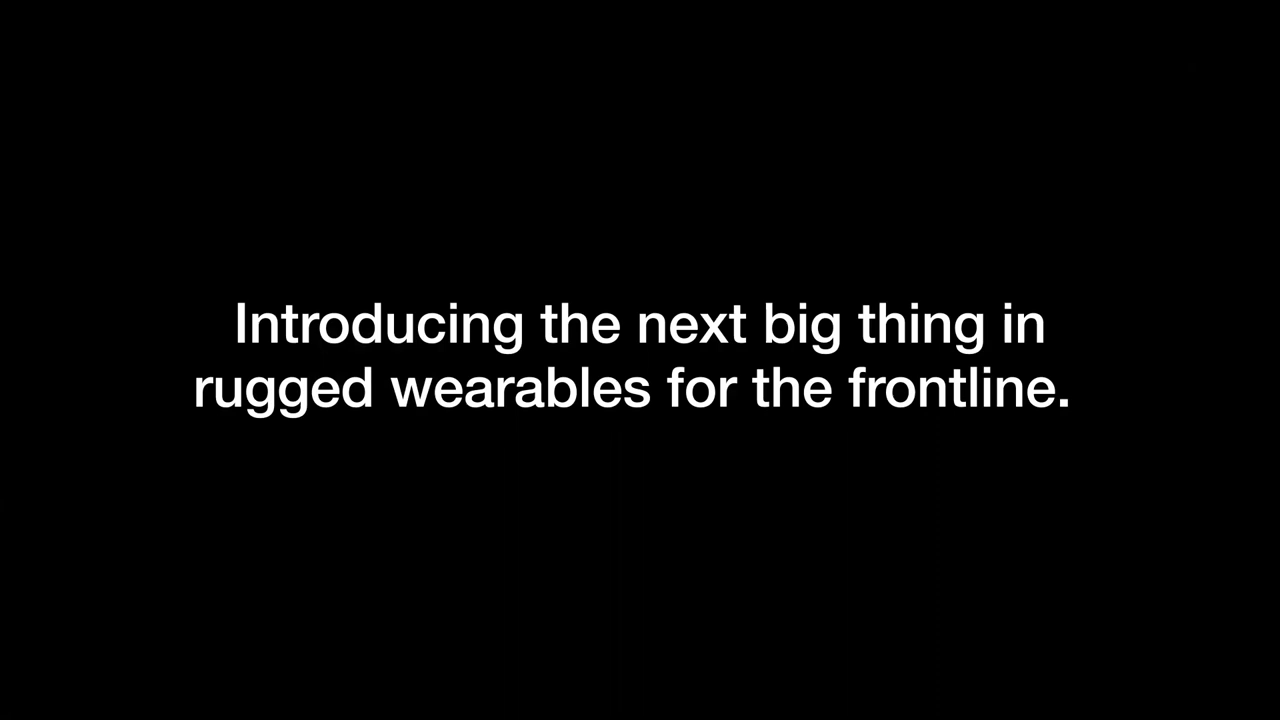 Introducing the next big thing in
rugged wearables for the frontline.